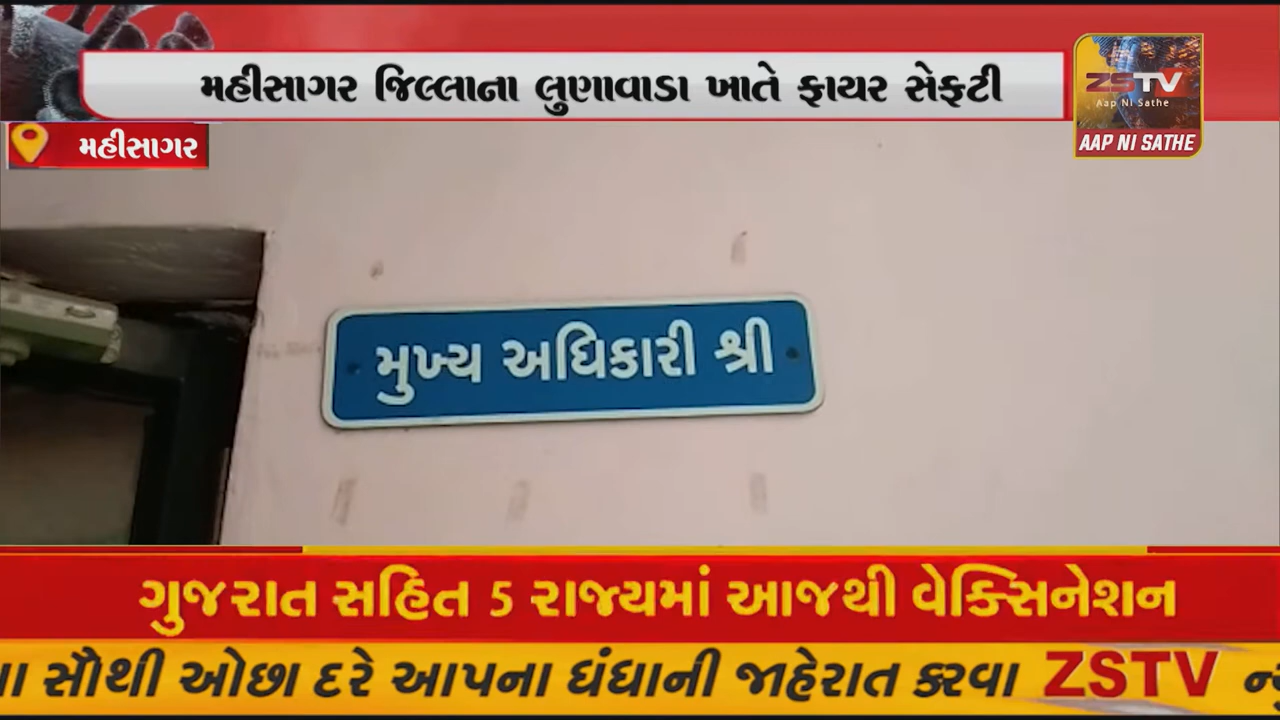 મહીસાગર જિલ્લાના લુણાવાડા ખાતે ફાયર સેફટી
ZSTV
Aap Ni Sathe
AAP NI SATHE
મહીસાગર
મુખ્ય અધિકારી શ્રી
ગુજરાત સહિત 5 રાજ્યમાં આજથી વેક્સિનેશન
સૌથી ઓછા દરે આપના ધંધાની જાહેરાત કરવા ZSTV